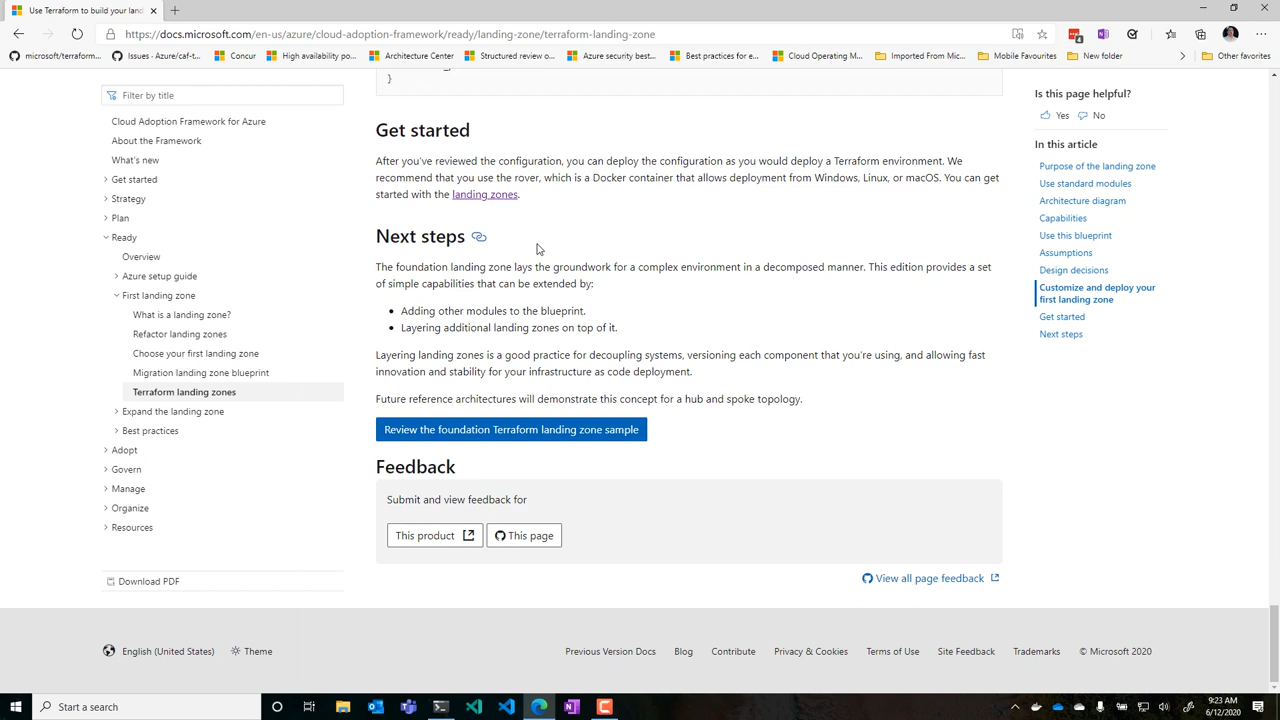 Use Terraform to build your land
https://docs.microsoft.com/en-us/azure/cloud-adoption-framework/ready/landing-zone/terraform-landing-zone
microsoft/terraform... Issues - Azure/caf-t... Concur High availability po... Architecture Center Structured review o... Azure security best... Best practices for e... Cloud Operating M... Imported From Mic... Mobile Favourites New folder Other favorites
Filter by title
Cloud Adoption Framework for Azure
About the Framework
What's new
Get started
Strategy
Plan
Ready
Overview
Azure setup guide
First landing zone
What is a landing zone?
Refactor landing zones
Choose your first landing zone
Migration landing zone blueprint
Terraform landing zones
Expand the landing zone
Best practices
Adopt
Govern
Manage
Organize
Resources
Download PDF
}
Get started
After you've reviewed the configuration, you can deploy the configuration as you would deploy a Terraform environment. We
recommend that you use the rover, which is a Docker container that allows deployment from Windows, Linux, or macOS. You can get
started with the landing zones.
Next steps
The foundation landing zone lays the groundwork for a complex environment in a decomposed manner. This edition provides a set
of simple capabilities that can be extended by:
• Adding other modules to the blueprint.
• Layering additional landing zones on top of it.
Layering landing zones is a good practice for decoupling systems, versioning each component that you're using, and allowing fast
innovation and stability for your infrastructure as code deployment.
Future reference architectures will demonstrate this concept for a hub and spoke topology.
Review the foundation Terraform landing zone sample
Feedback
Submit and view feedback for
This product This page
View all page feedback
Is this page helpful?
Yes No
In this article
Purpose of the landing zone
Use standard modules
Architecture diagram
Capabilities
Use this blueprint
Assumptions
Design decisions
Customize and deploy your
first landing zone
Get started
Next steps
English (United States) Theme
Previous Version Docs Blog Contribute Privacy & Cookies Terms of Use Site Feedback Trademarks © Microsoft 2020
Start a search
9:23 AM
6/12/2020